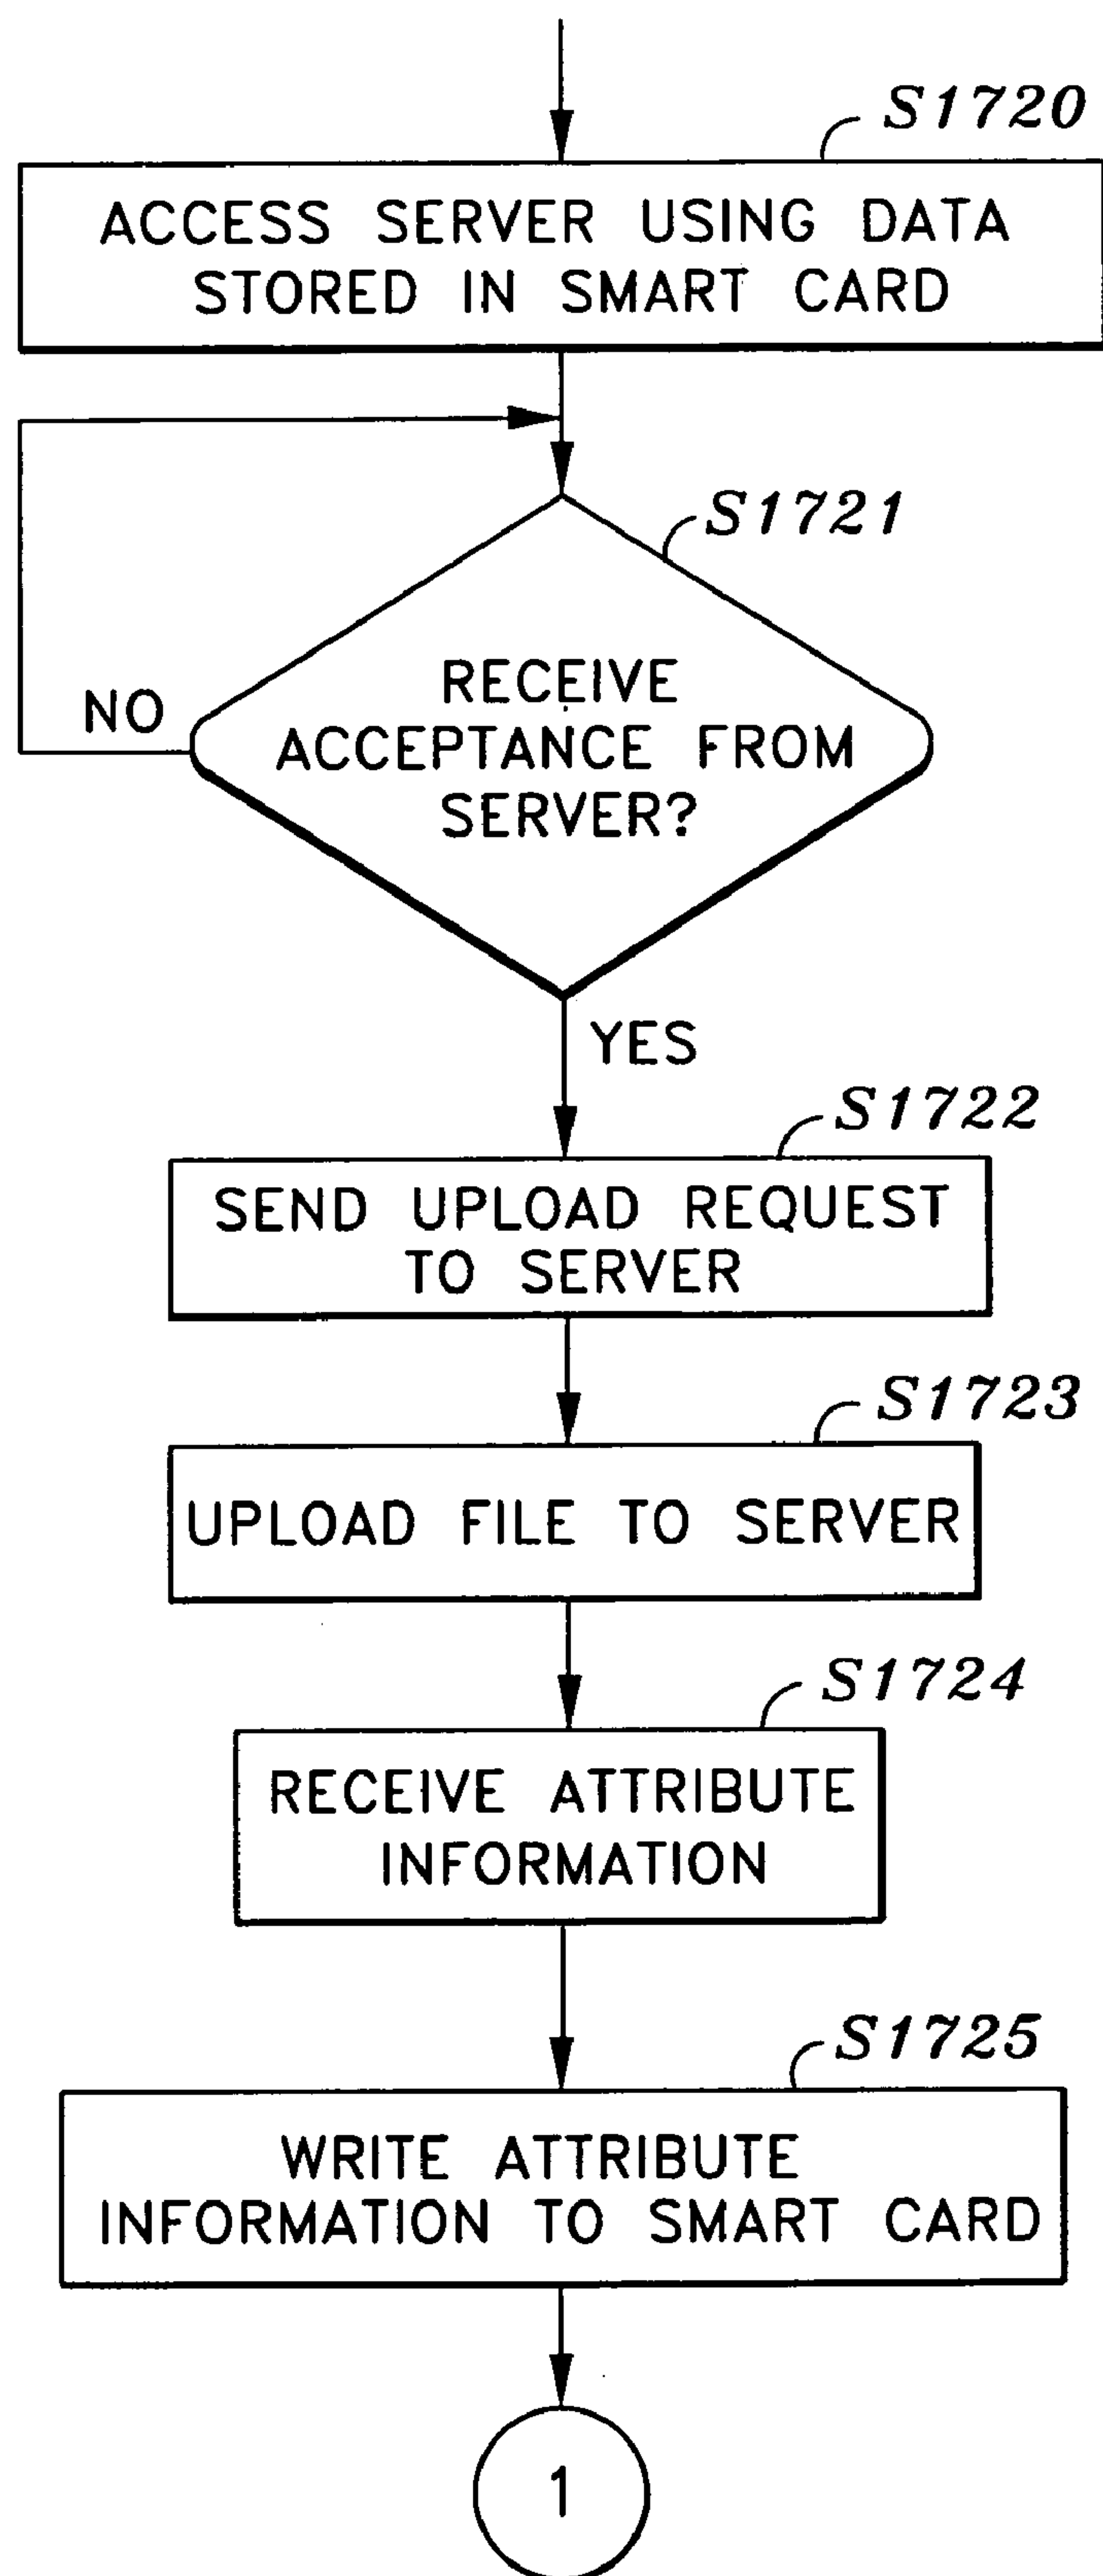 S1720
ACCESS SERVER USING DATA
STORED IN SMART CARD
S1721
RECEIVE
ACCEPTANCE FROM
SERVER?
NO
YES
S1722
SEND UPLOAD REQUEST
TO SERVER
S1723
UPLOAD FILE TO SERVER
S1724
RECEIVE ATTRIBUTE
INFORMATION
S1725
WRITE ATTRIBUTE
INFORMATION TO SMART CARD
1